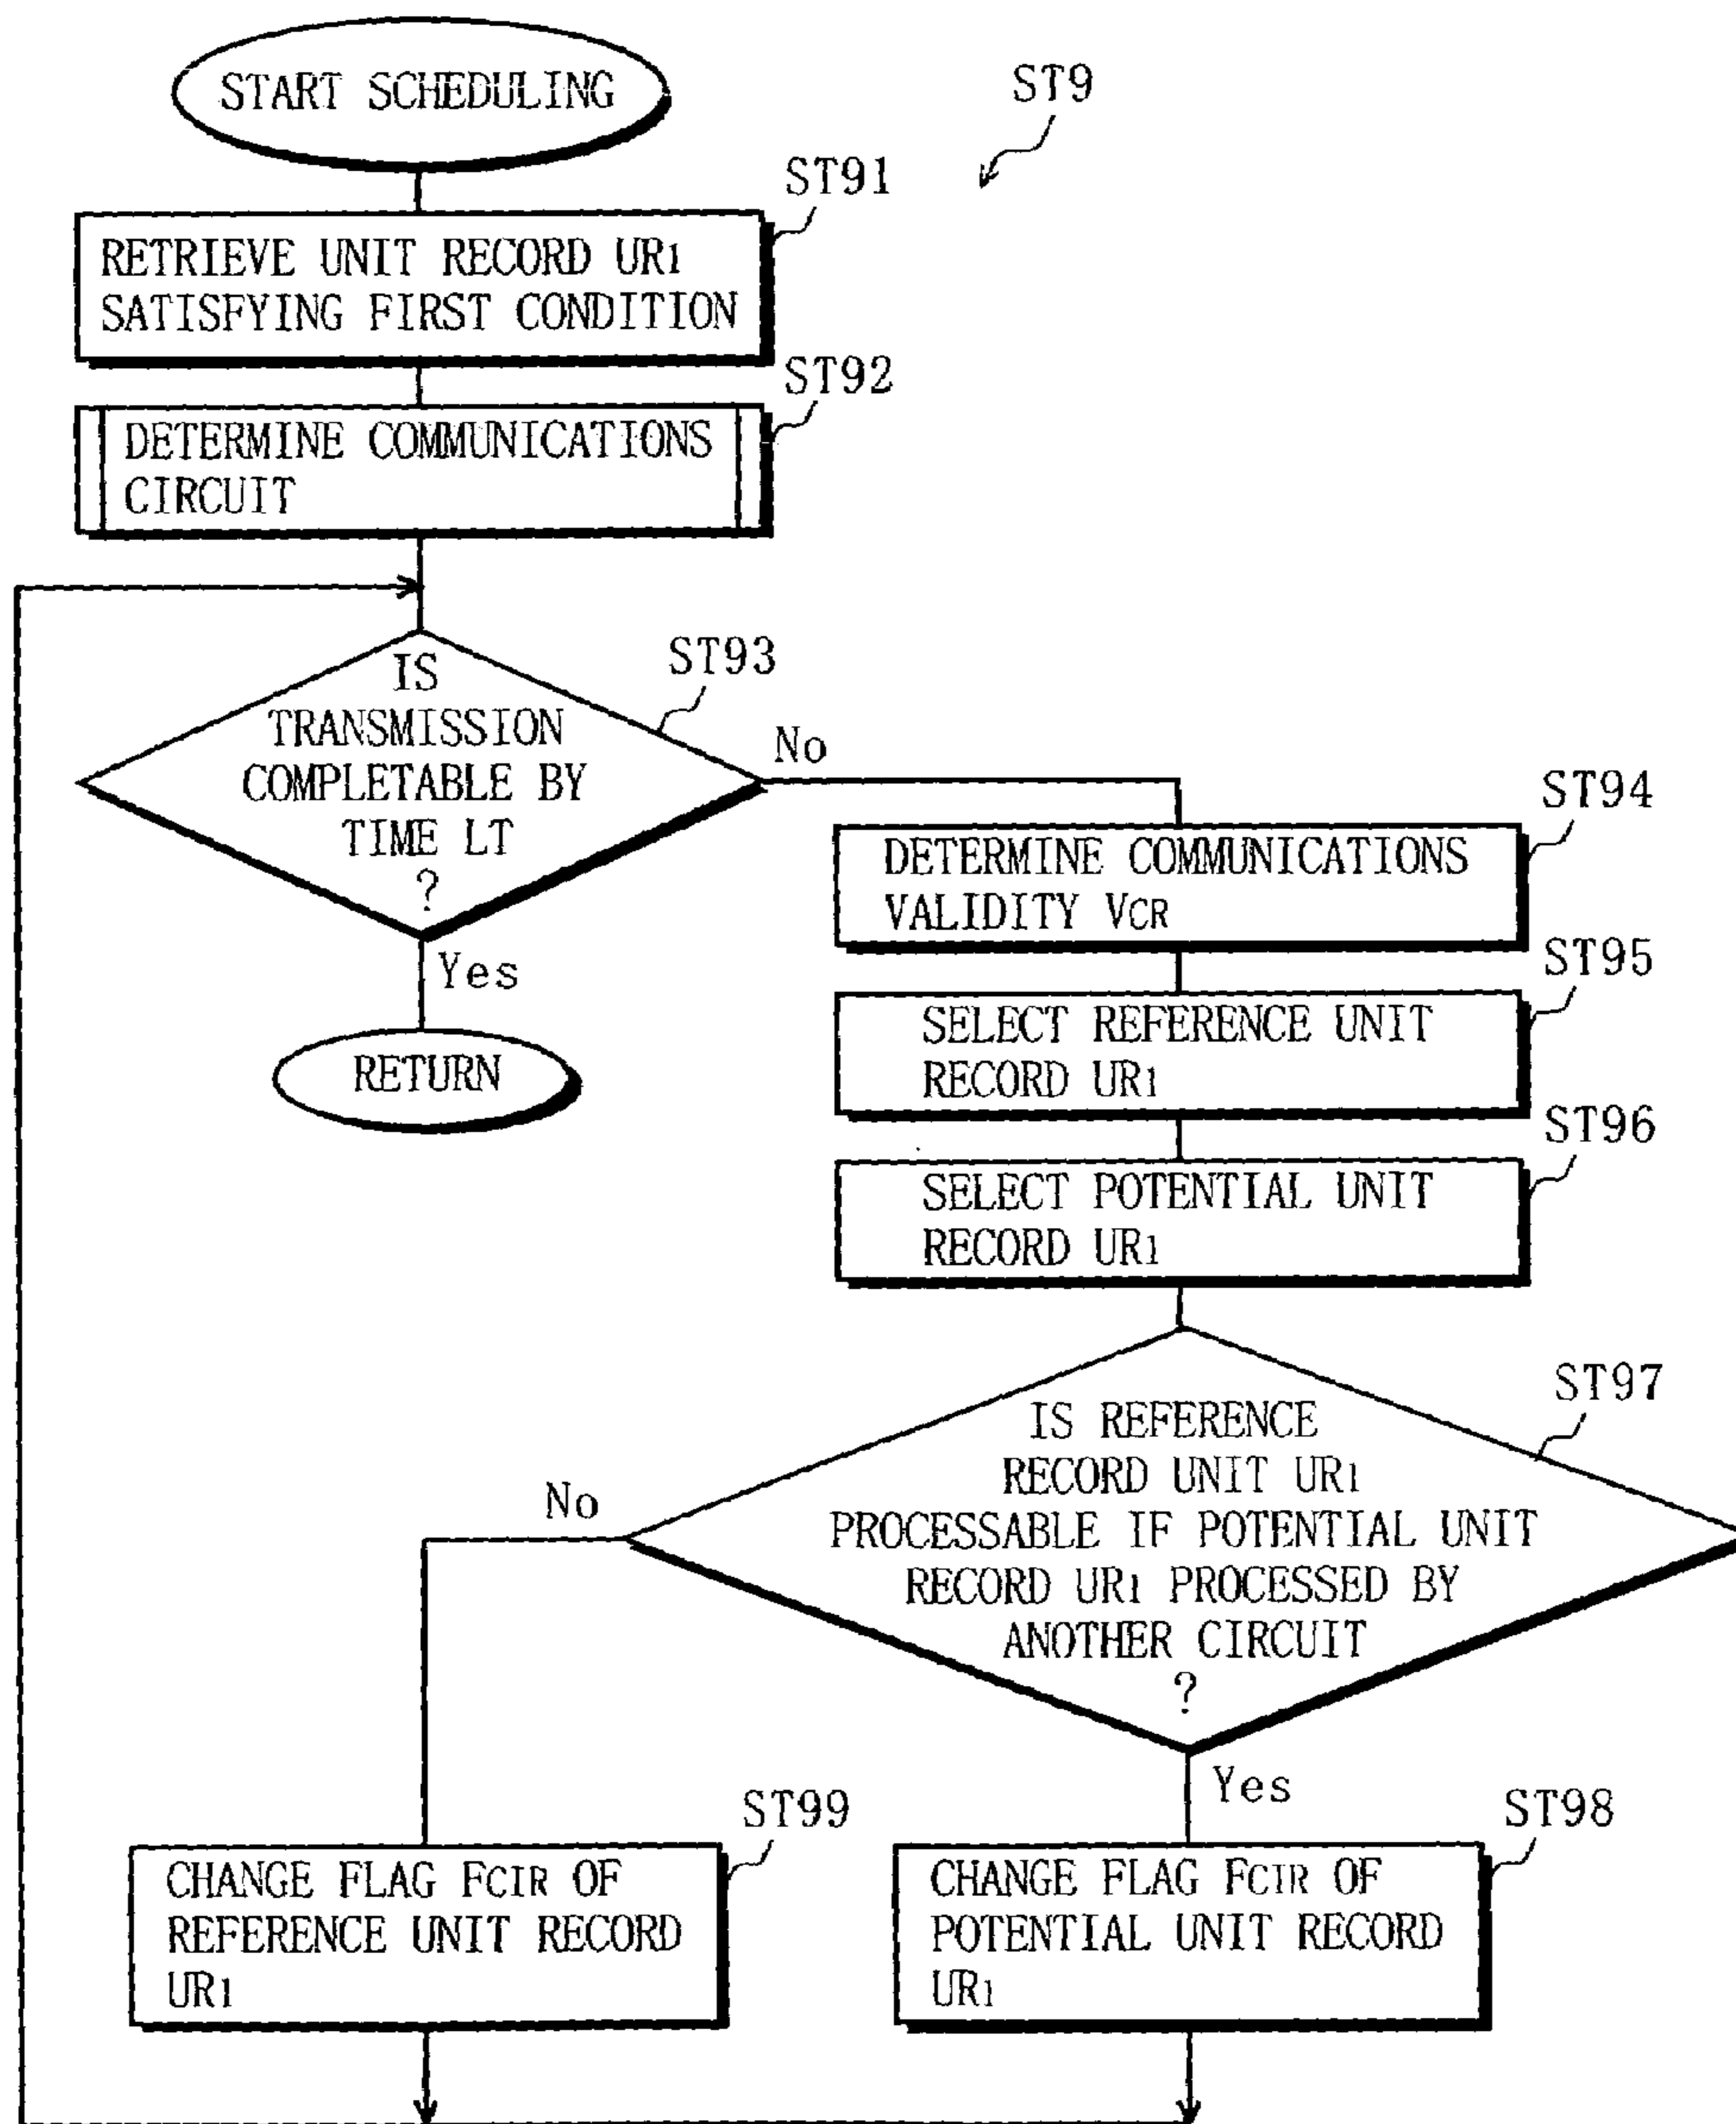 START SCHEDULING
ST9
ST91
RETRIEVE UNIT RECORD UR1
SATISFYING FIRST CONDITION
ST92
DETERMINE COMMUNICATIONS
CIRCUIT
ST93
IS
TRANSMISSION
COMPLETABLE BY
TIME LT
?
No
Yes
RETURN
ST94
DETERMINE COMMUNICATIONS
VALIDITY VCR
ST95
SELECT REFERENCE UNIT
RECORD UR1
ST96
SELECT POTENTIAL UNIT
RECORD UR1
ST97
IS REFERENCE
RECORD UNIT UR1
PROCESSABLE IF POTENTIAL UNIT
RECORD UR1 PROCESSED BY
ANOTHER CIRCUIT
?
No
Yes
ST99
CHANGE FLAG FCIR OF
REFERENCE UNIT RECORD
UR1
ST98
CHANGE FLAG FCIR OF
POTENTIAL UNIT RECORD
UR1